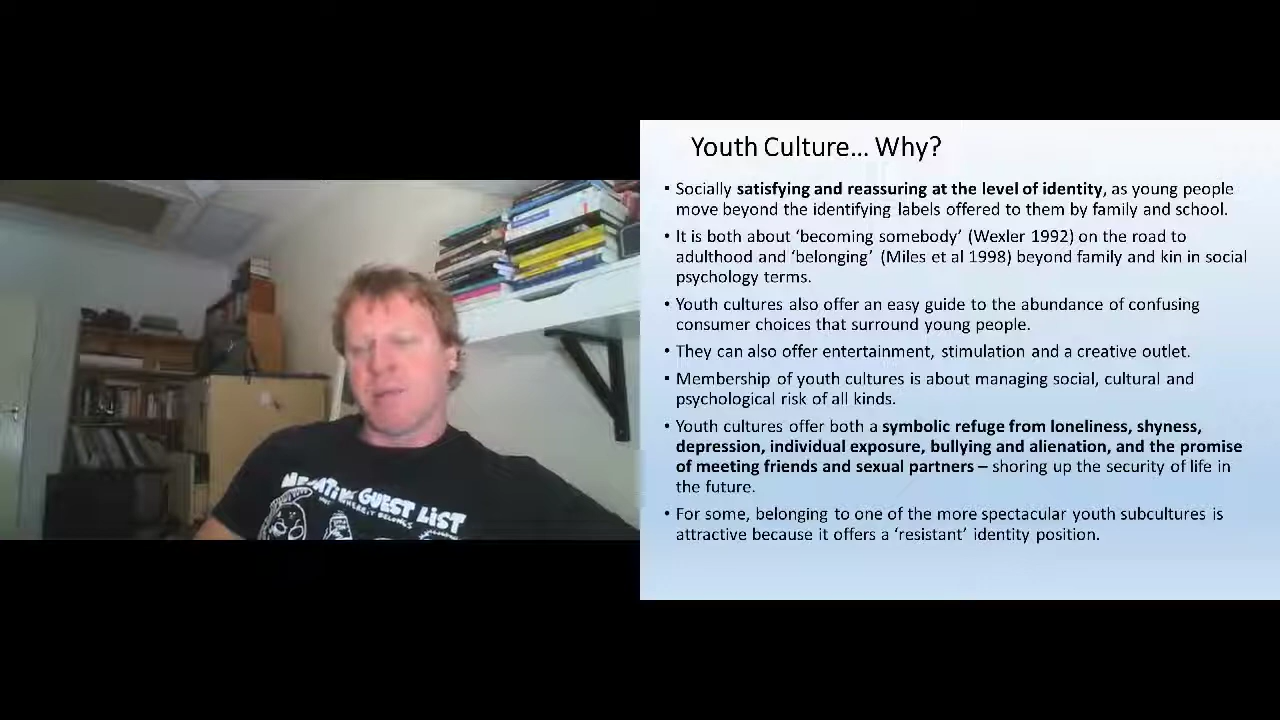 Youth Culture... Why?
▪ Socially satisfying and reassuring at the level of identity, as young people
move beyond the identifying labels offered to them by family and school.
▪ It is both about ‘becoming somebody’ (Wexler 1992) on the road to
adulthood and ‘belonging’ (Miles et al 1998) beyond family and kin in social
psychology terms.
▪ Youth cultures also offer an easy guide to the abundance of confusing
consumer choices that surround young people.
▪ They can also offer entertainment, stimulation and a creative outlet.
▪ Membership of youth cultures is about managing social, cultural and
psychological risk of all kinds.
▪ Youth cultures offer both a symbolic refuge from loneliness, shyness,
depression, individual exposure, bullying and alienation, and the promise
of meeting friends and sexual partners – shoring up the security of life in
the future.
▪ For some, belonging to one of the more spectacular youth subcultures is
attractive because it offers a ‘resistant’ identity position.
NEGATIVE GUEST LIST
WHERE IT BELONGS